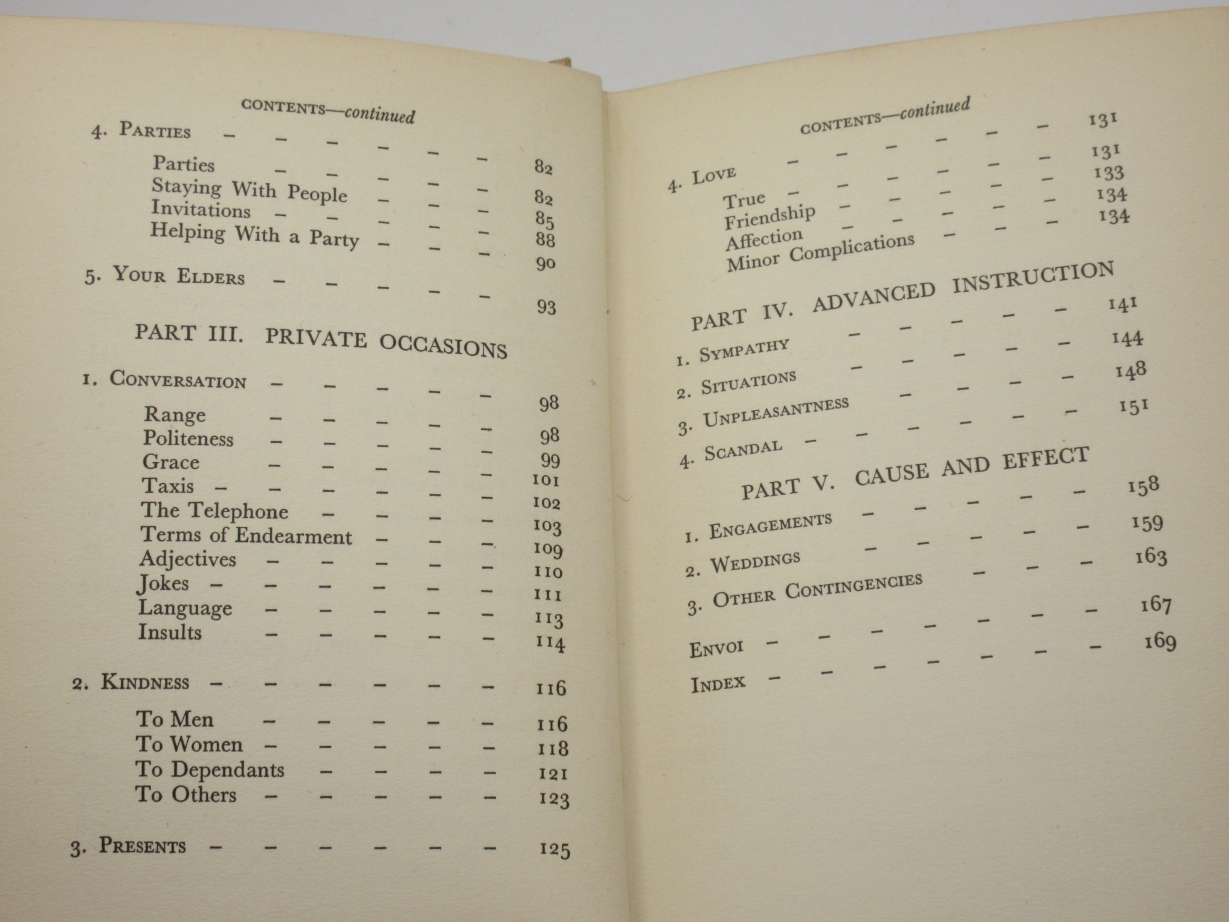 CONTENTS—continued
4. PARTIES – – – – – – 82
Parties – – – – – 82
Staying With People – – – 85
Invitations – – – – – 88
Helping With a Party – – – 90
5. YOUR ELDERS – – – – – 93
PART III. PRIVATE OCCASIONS
1. CONVERSATION – – – – – 98
Range – – – – – 98
Politeness – – – – – 99
Grace – – – – – 101
Taxis – – – – – – 102
The Telephone – – – – 103
Terms of Endearment – – – 109
Adjectives – – – – – 110
Jokes – – – – – – 111
Language – – – – – 113
Insults – – – – – 114
2. KINDNESS – – – – – – 116
To Men – – – – – 116
To Women – – – – – 118
To Dependants – – – – 121
To Others – – – – – 123
3. PRESENTS – – – – – – 125
CONTENTS—continued
4. LOVE – – – – – – 131
True – – – – – – 131
Friendship – – – – – 133
Affection – – – – – 134
Minor Complications – – – 134
PART IV. ADVANCED INSTRUCTION
1. SYMPATHY – – – – – 141
2. SITUATIONS – – – – – 144
3. UNPLEASANTNESS – – – – 148
4. SCANDAL – – – – – – 151
PART V. CAUSE AND EFFECT
1. ENGAGEMENTS – – – – – 158
2. WEDDINGS – – – – – 159
3. OTHER CONTINGENCIES – – – 163
ENVOI – – – – – – – 167
INDEX – – – – – – – 169